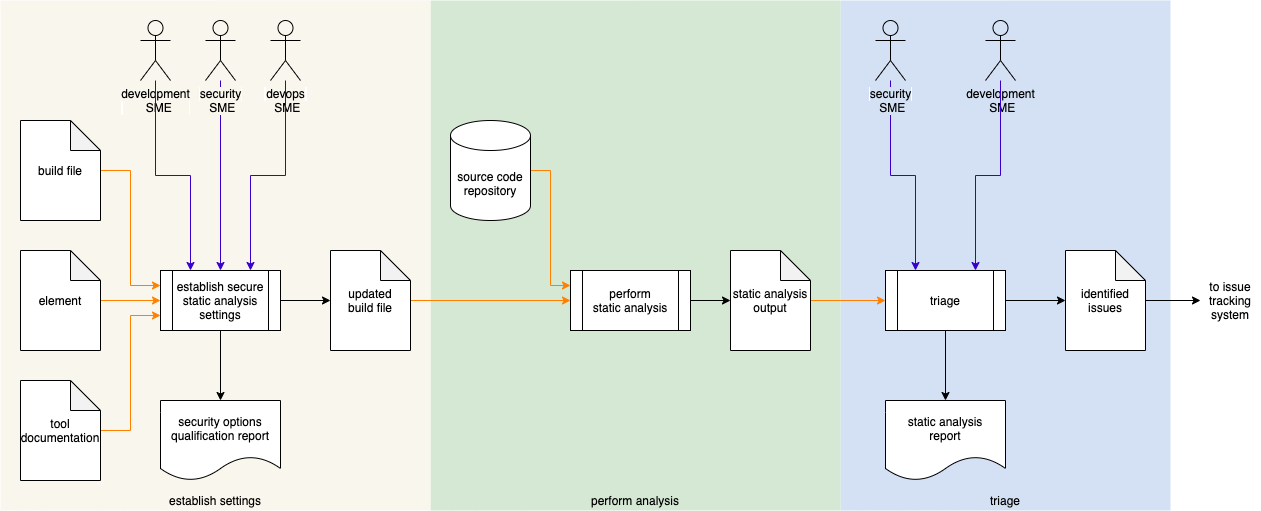 development
SME
security
SME
devops
SME
build file
element
tool
documentation
establish secure
static analysis
settings
updated
build file
security options
qualification report
establish settings
source code
repository
perform
static analysis
static analysis
output
perform analysis
security
SME
development
SME
triage
identified
issues
static analysis
report
triage
to issue
tracking
system